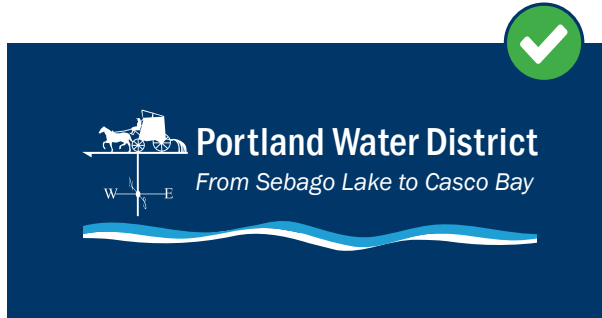 Portland Water District
From Sebago Lake to Casco Bay
W E